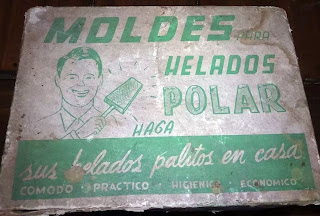 MOLDES PARA
HELADOS
POLAR
HAGA
sus helados palitos en casa
COMODO - PRACTICO - HIGIENICO - ECONOMICO